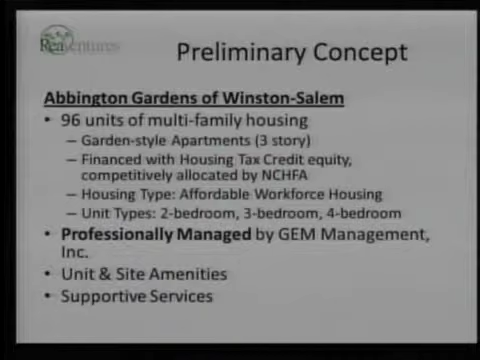 ReaVentures
Preliminary Concept
Abbington Gardens of Winston-Salem
• 96 units of multi-family housing
– Garden-style Apartments (3 story)
– Financed with Housing Tax Credit equity,
competitively allocated by NCHFA
– Housing Type: Affordable Workforce Housing
– Unit Types: 2-bedroom, 3-bedroom, 4-bedroom
• Professionally Managed by GEM Management,
Inc.
• Unit & Site Amenities
• Supportive Services